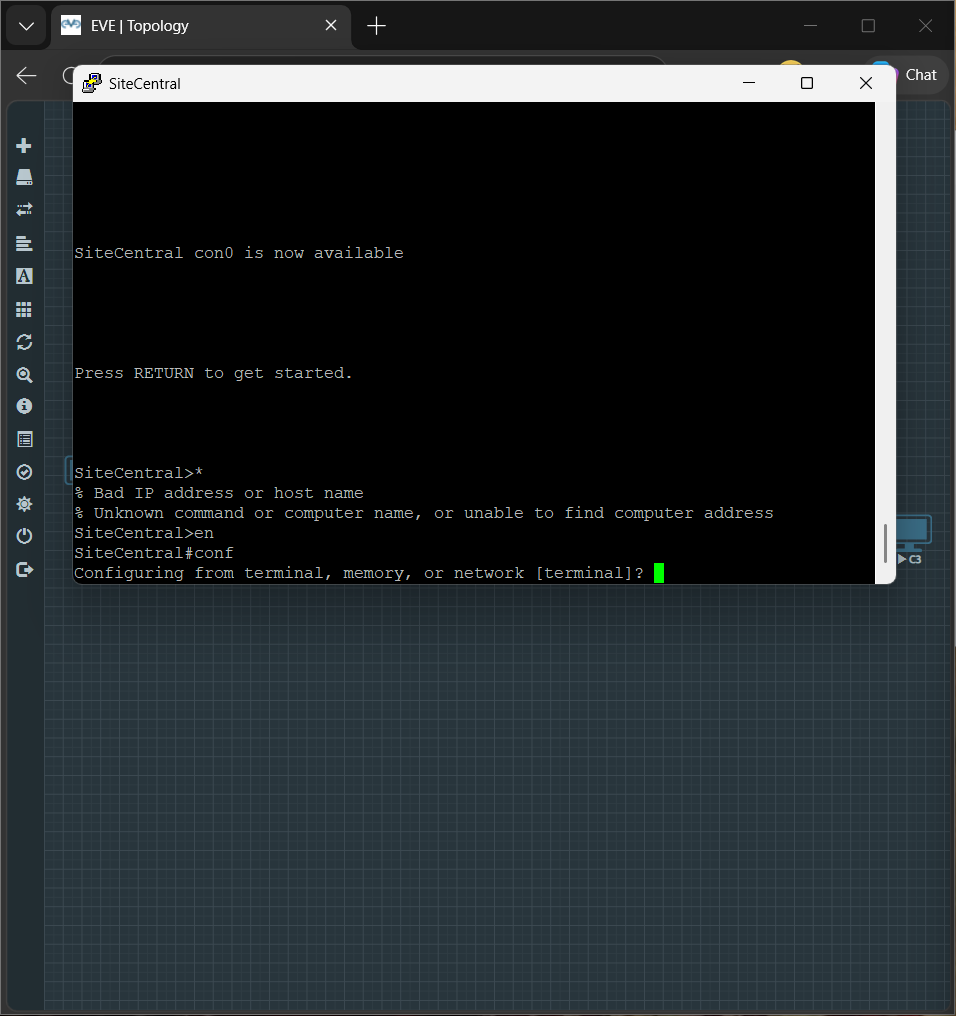 EVE | Topology
Chat
SiteCentral
SiteCentral con0 is now available
Press RETURN to get started.
SiteCentral>*
% Bad IP address or host name
% Unknown command or computer name, or unable to find computer address
SiteCentral>en
SiteCentral#conf
Configuring from terminal, memory, or network [terminal]?
C3